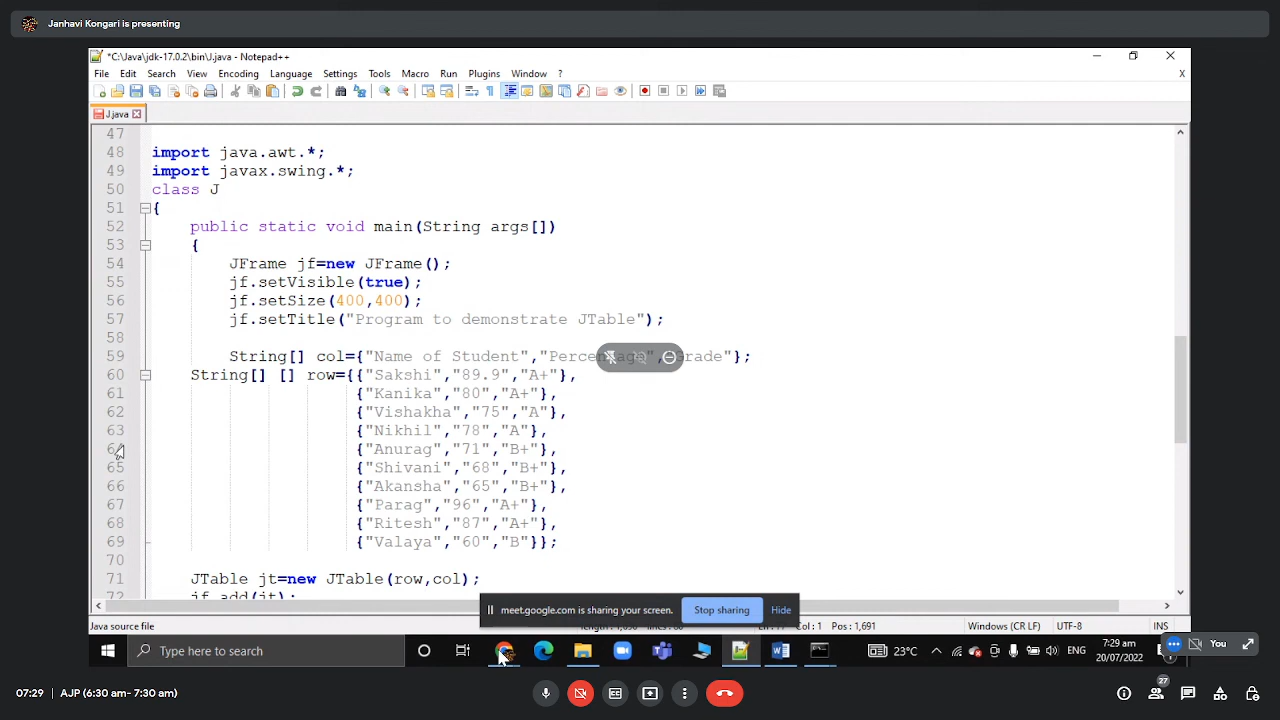 Janhavi Kongari is presenting
*C:\Java\jdk-17.0.2\bin\J.java - Notepad++
File Edit Search View Encoding Language Settings Tools Macro Run Plugins Window ?
X
J.java
47
48 import java.awt.*;
49 import javax.swing.*;
50 class J
51 {
52 public static void main(String args[])
53 {
54 JFrame jf=new JFrame();
55 jf.setVisible(true);
56 jf.setSize(400,400);
57 jf.setTitle("Program to demonstrate JTable");
58
59 String[] col={"Name of Student","Percentage","Grade"};
60 String[] [] row={{"Sakshi","89.9","A+"},
61 {"Kanika","80","A+"},
62 {"Vishakha","75","A"},
63 {"Nikhil","78","A"},
64 {"Anurag","71","B+"},
65 {"Shivani","68","B+"},
66 {"Akansha","65","B+"},
67 {"Parag","96","A+"},
68 {"Ritesh","87","A+"},
69 {"Valaya","60","B"}};
70
71 JTable jt=new JTable(row,col);
72 jf.add(jt);
meet.google.com is sharing your screen. Stop sharing Hide
Java source file Col : 1 Pos : 1,691 Windows (CR LF) UTF-8 INS
Type here to search 23°C ENG 7:29 am
20/07/2022
You
07:29 AJP (6:30 am- 7:30 am) 27